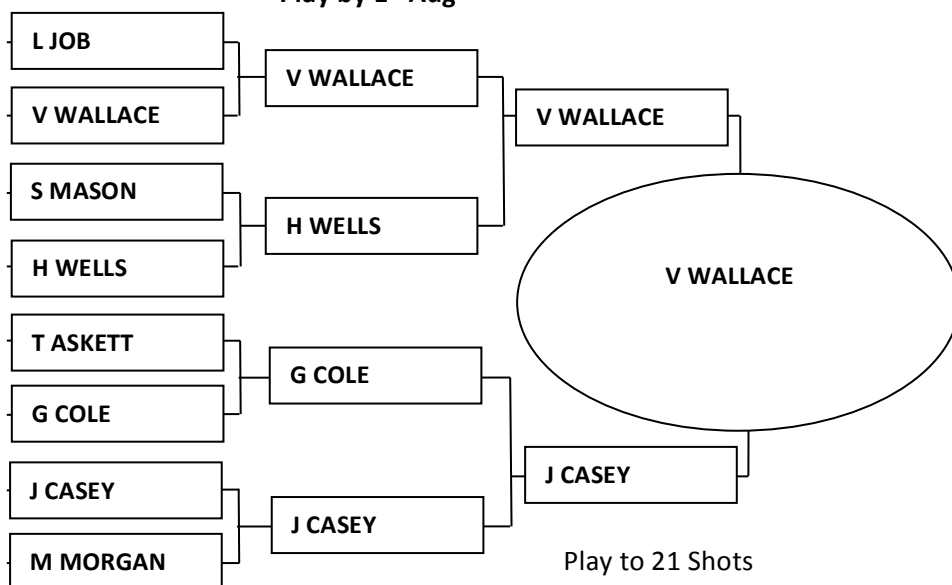 L JOB
V WALLACE
S MASON
H WELLS
T ASKETT
G COLE
J CASEY
M MORGAN
V WALLACE
H WELLS
G COLE
J CASEY
V WALLACE
J CASEY
V WALLACE
Play to 21 Shots